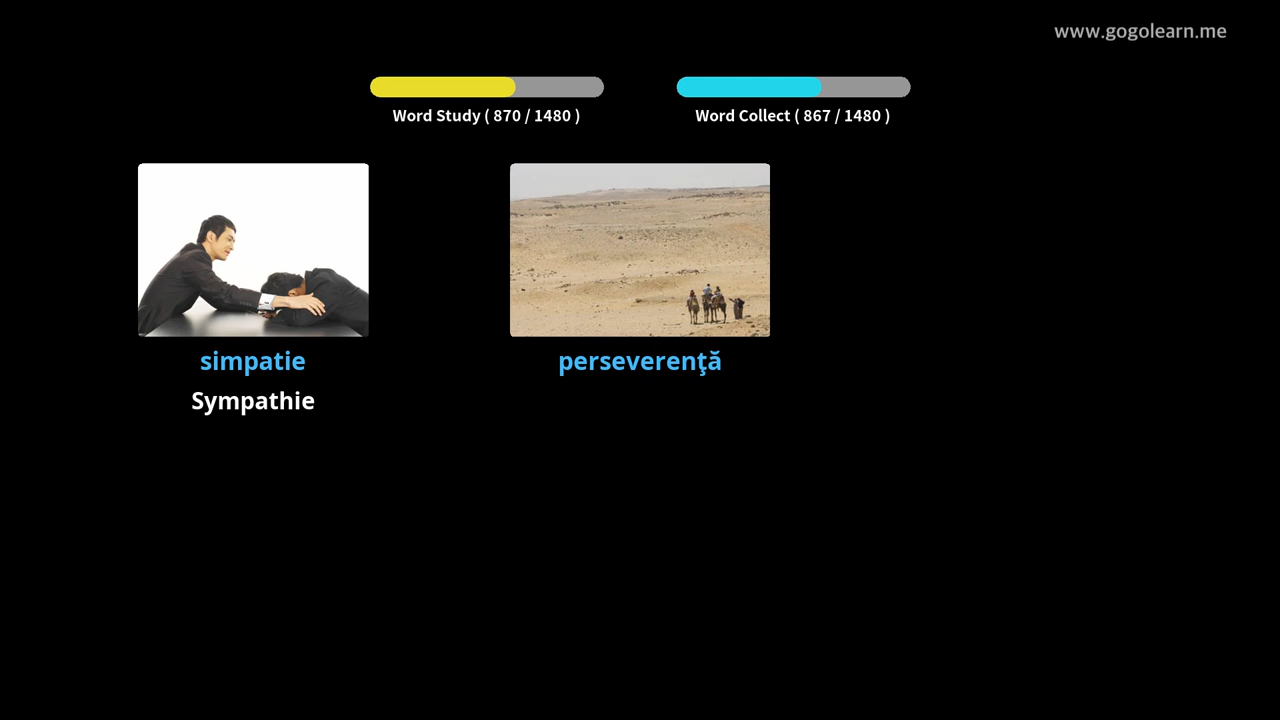 www.gogolearn.me
Word Study ( 870 / 1480 )
Word Collect ( 867 / 1480 )
simpatie
Sympathie
perseverenţă